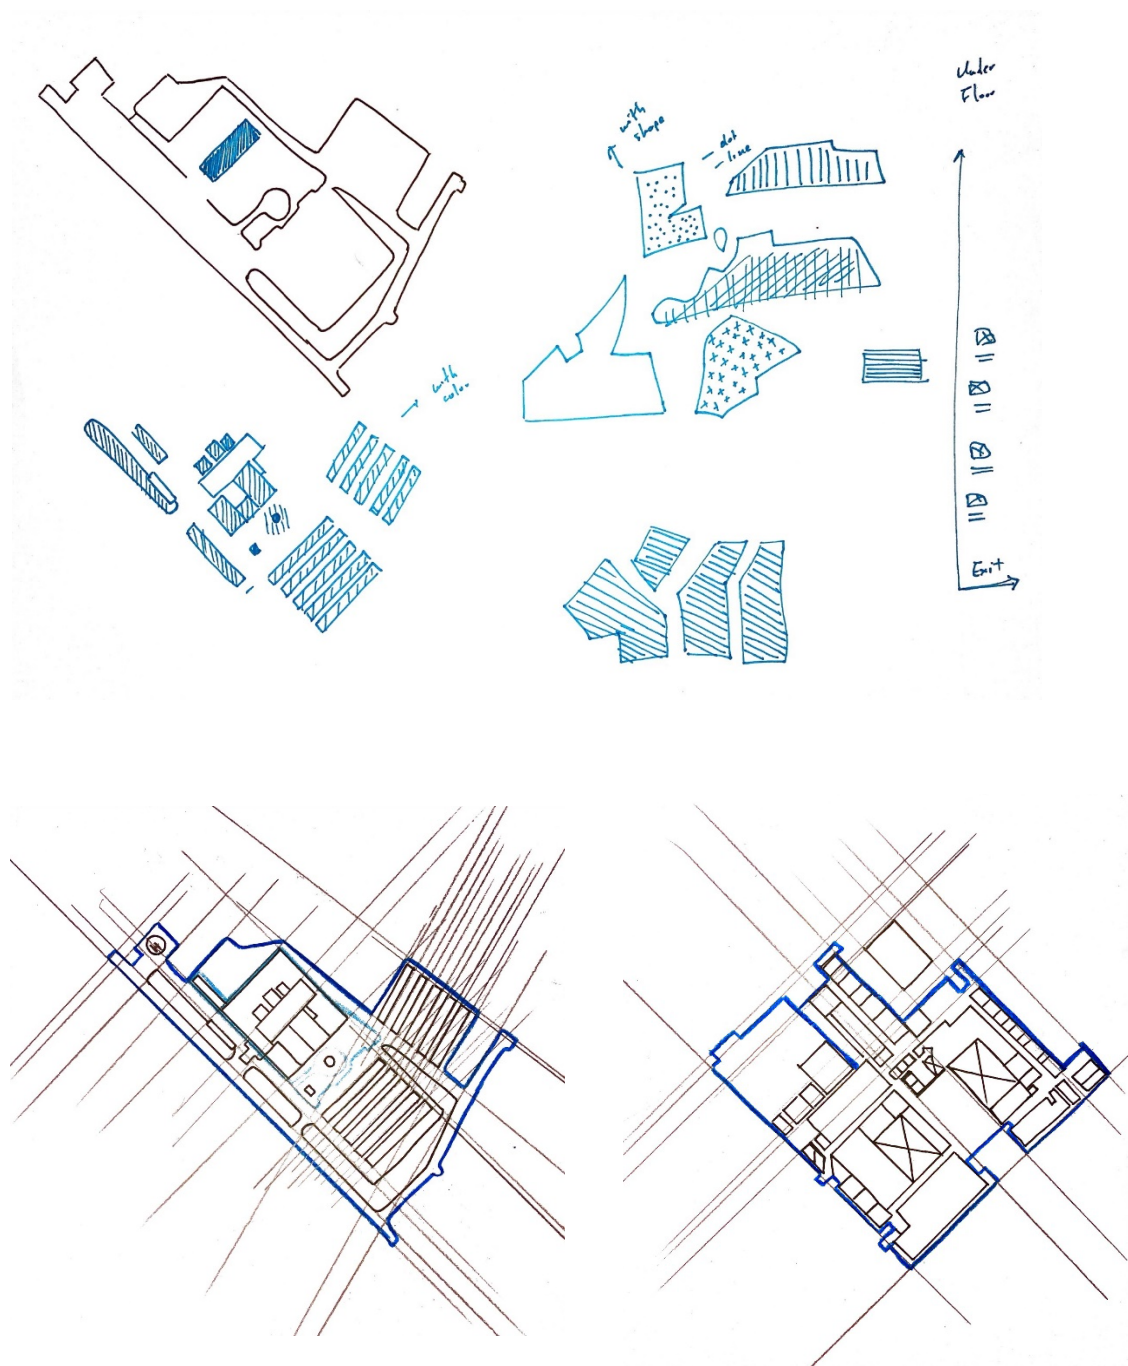 Under
Floor
with
shape
— dot
— line
with
color
Exit